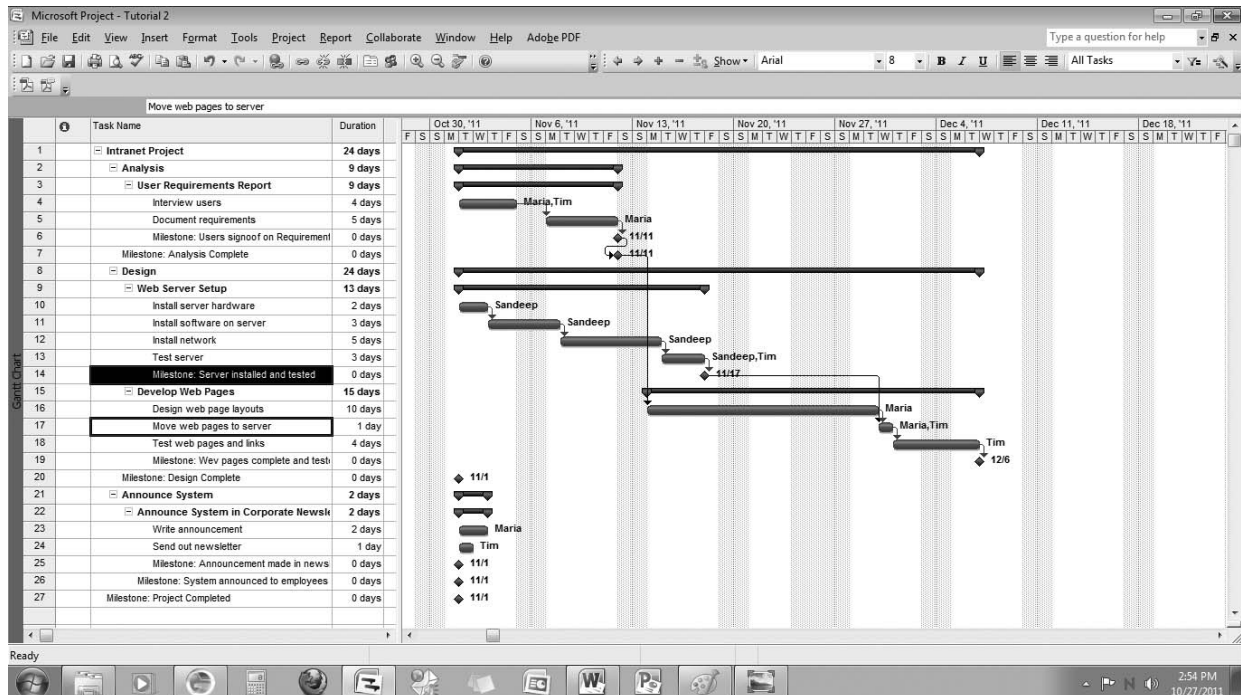 Microsoft Project - Tutorial 2
File Edit View Insert Format Tools Project Report Collaborate Window Help Adobe PDF Type a question for help
Show Arial 8 B I U All Tasks
Move web pages to server
Task Name Duration Oct 30, '11 Nov 6, '11 Nov 13, '11 Nov 20, '11 Nov 27, '11 Dec 4, '11 Dec 11, '11 Dec 18, '11
F S S M T W T F S S M T W T F S S M T W T F S S M T W T F S S M T W T F S S M T W T F S S M T W T F S S M T W T F
1 Intranet Project 24 days
2 Analysis 9 days
3 User Requirements Report 9 days
4 Interview users 4 days Maria,Tim
5 Document requirements 5 days Maria
6 Milestone: Users signoof on Requirement 0 days 11/11
7 Milestone: Analysis Complete 0 days 11/11
8 Design 24 days
9 Web Server Setup 13 days
10 Install server hardware 2 days Sandeep
11 Install software on server 3 days Sandeep
12 Install network 5 days Sandeep
13 Test server 3 days Sandeep,Tim
14 Milestone: Server installed and tested 0 days 11/17
15 Develop Web Pages 15 days
16 Design web page layouts 10 days Maria
17 Move web pages to server 1 day Maria,Tim
18 Test web pages and links 4 days Tim
19 Milestone: Wev pages complete and teste 0 days 12/6
20 Milestone: Design Complete 0 days 11/1
21 Announce System 2 days
22 Announce System in Corporate Newsle 2 days
23 Write announcement 2 days Maria
24 Send out newsletter 1 day Tim
25 Milestone: Announcement made in news 0 days 11/1
26 Milestone: System announced to employees 0 days 11/1
27 Milestone: Project Completed 0 days 11/1
Gantt Chart
Ready
2:54 PM
10/27/2011